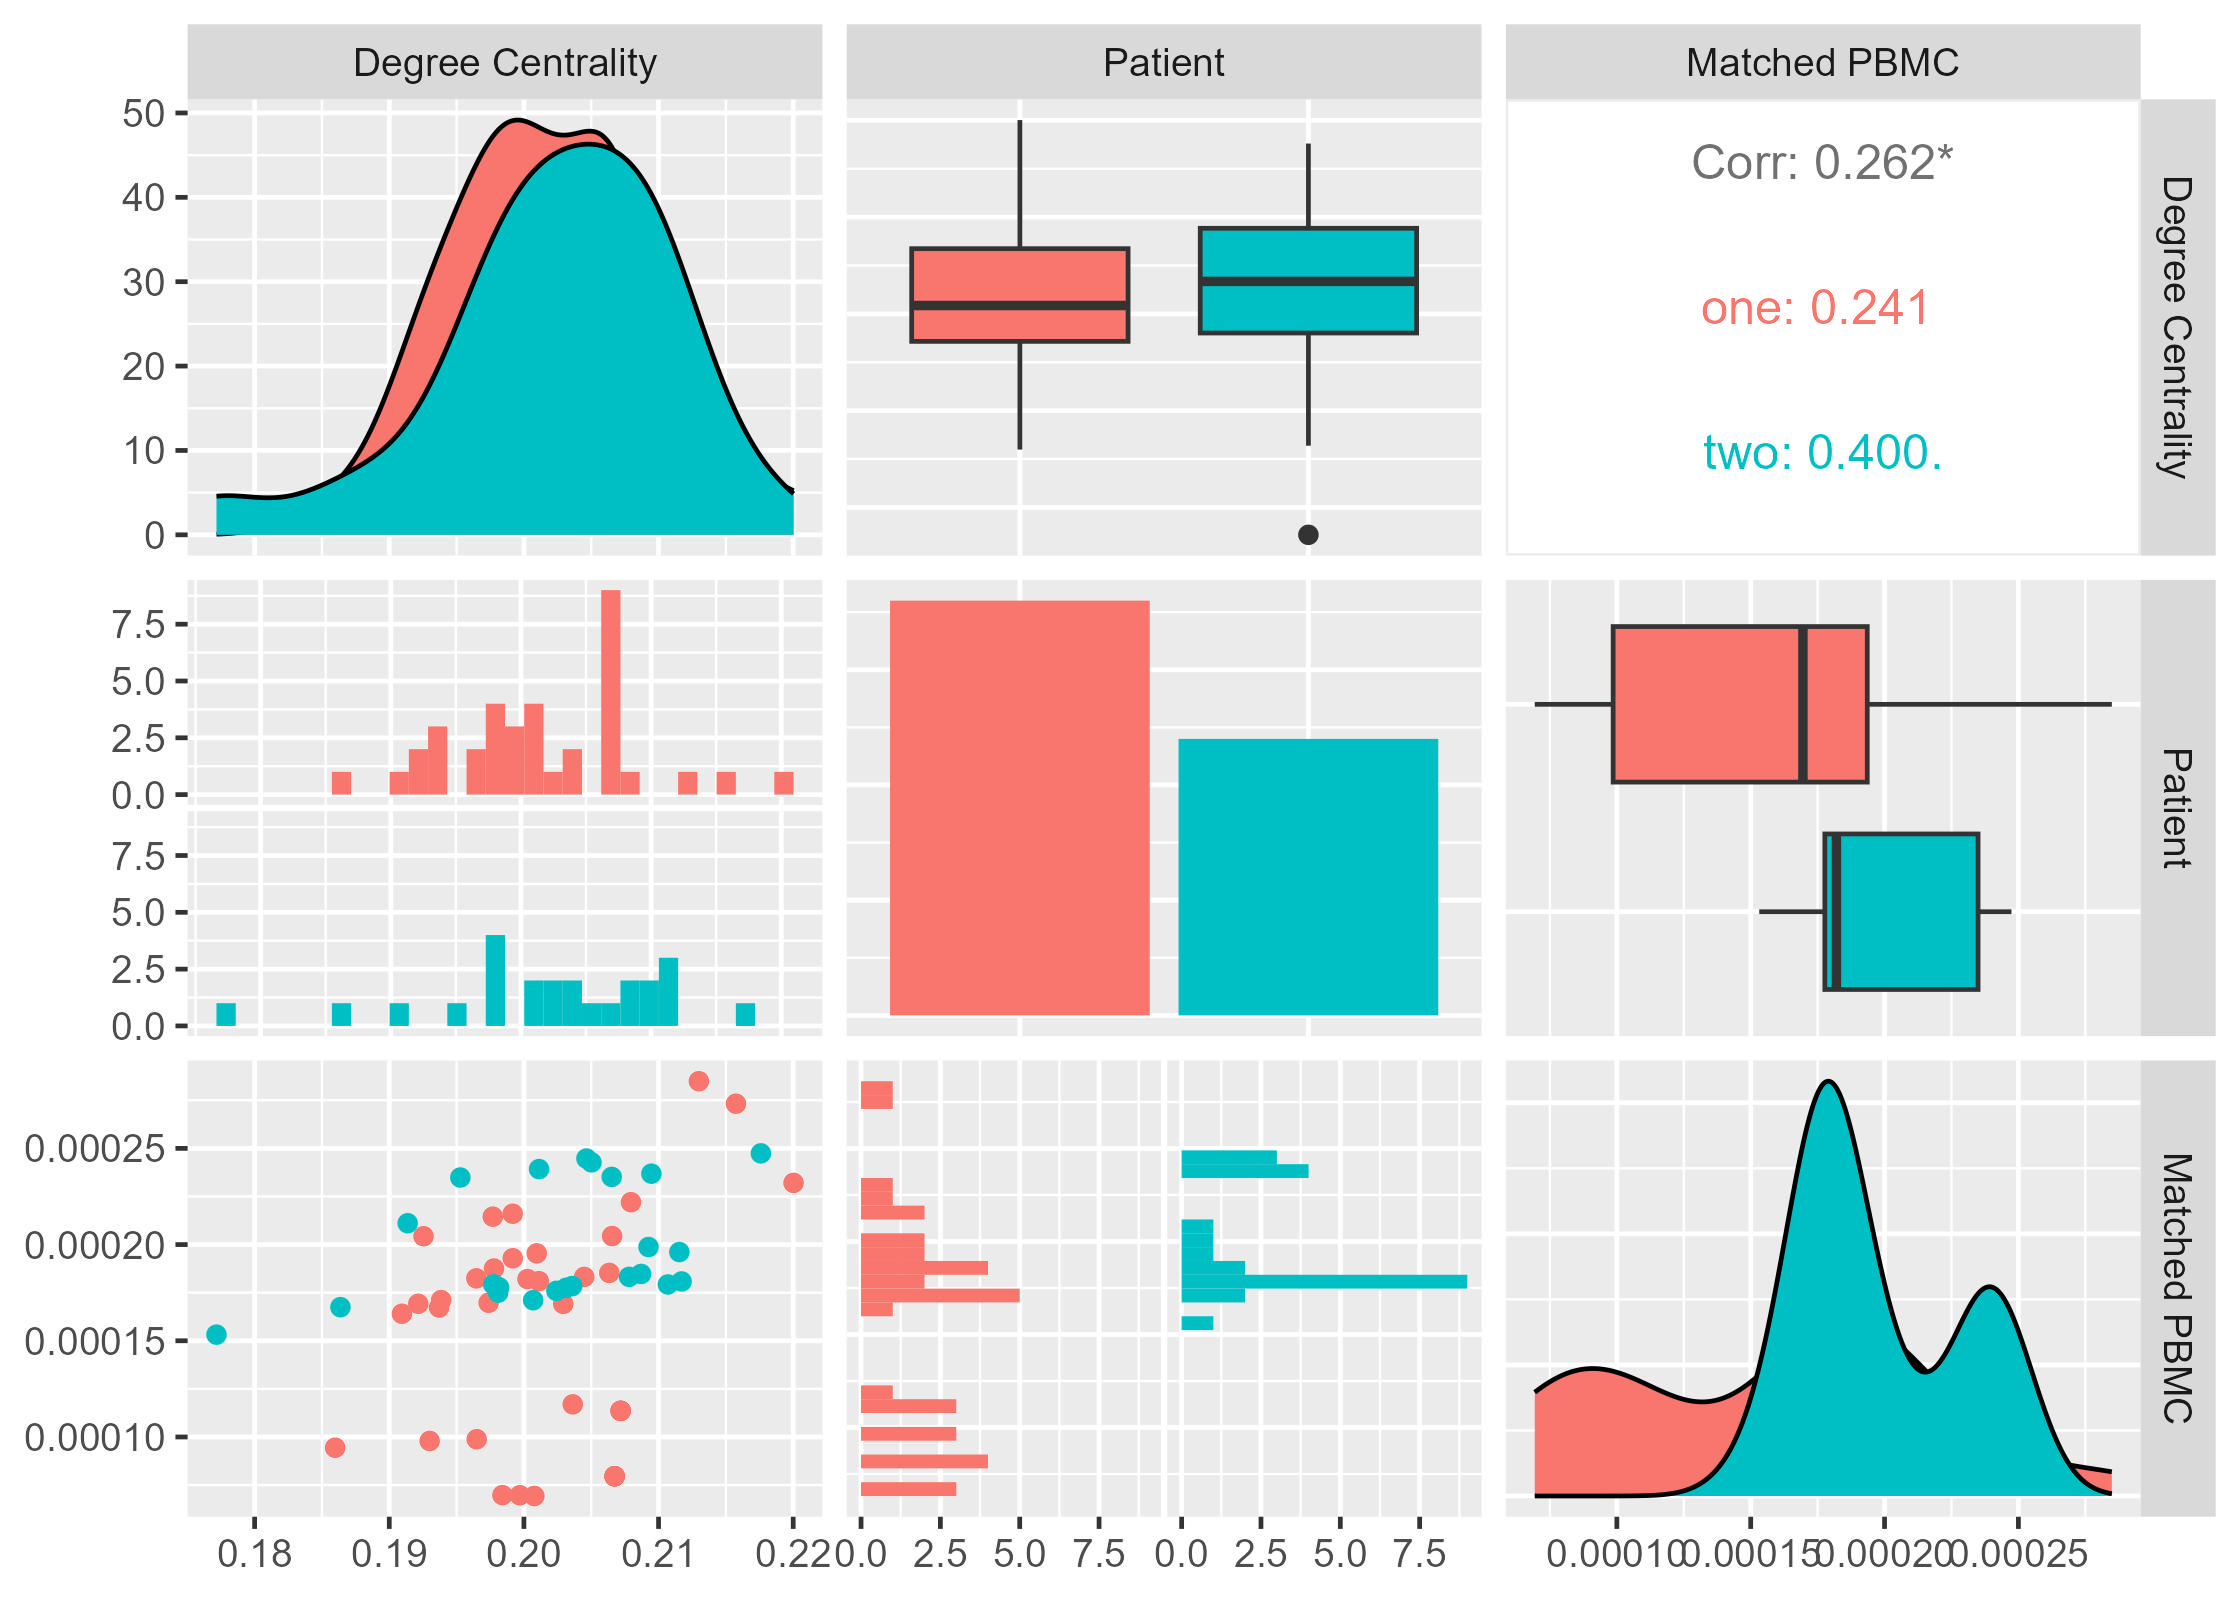 Degree Centrality
Patient
Matched PBMC
50
40
30
20
10
0
Corr: 0.262*
one: 0.241
two: 0.400.
Degree Centrality
7.5
5.0
2.5
0.0
7.5
5.0
2.5
0.0
Patient
0.00025
0.00020
0.00015
0.00010
Matched PBMC
0.18 0.19 0.20 0.21 0.22
0.0 2.5 5.0 7.5 0.0 2.5 5.0 7.5
0.00010 0.00015 0.00020 0.00025